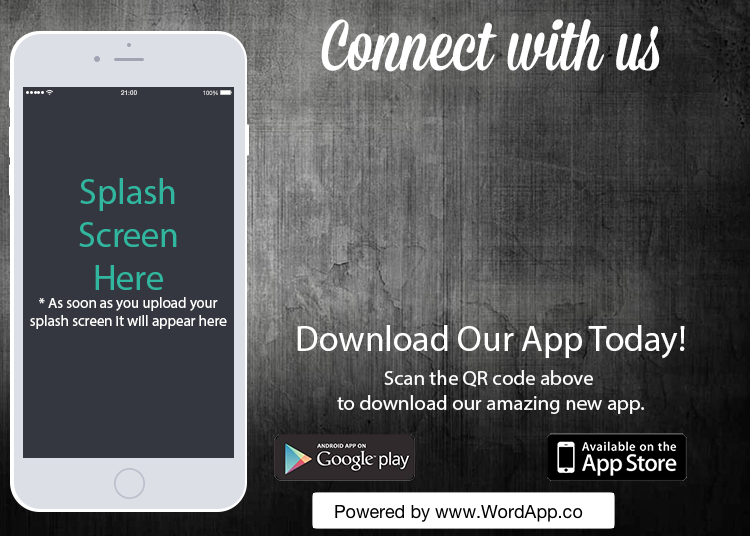 Connect with us
21:00
100%
Splash
Screen
Here
* As soon as you upload your
splash screen it will appear here
Download Our App Today!
Scan the QR code above
to download our amazing new app.
ANDROID APP ON
Google play
Available on the
App Store
Powered by www.WordApp.co